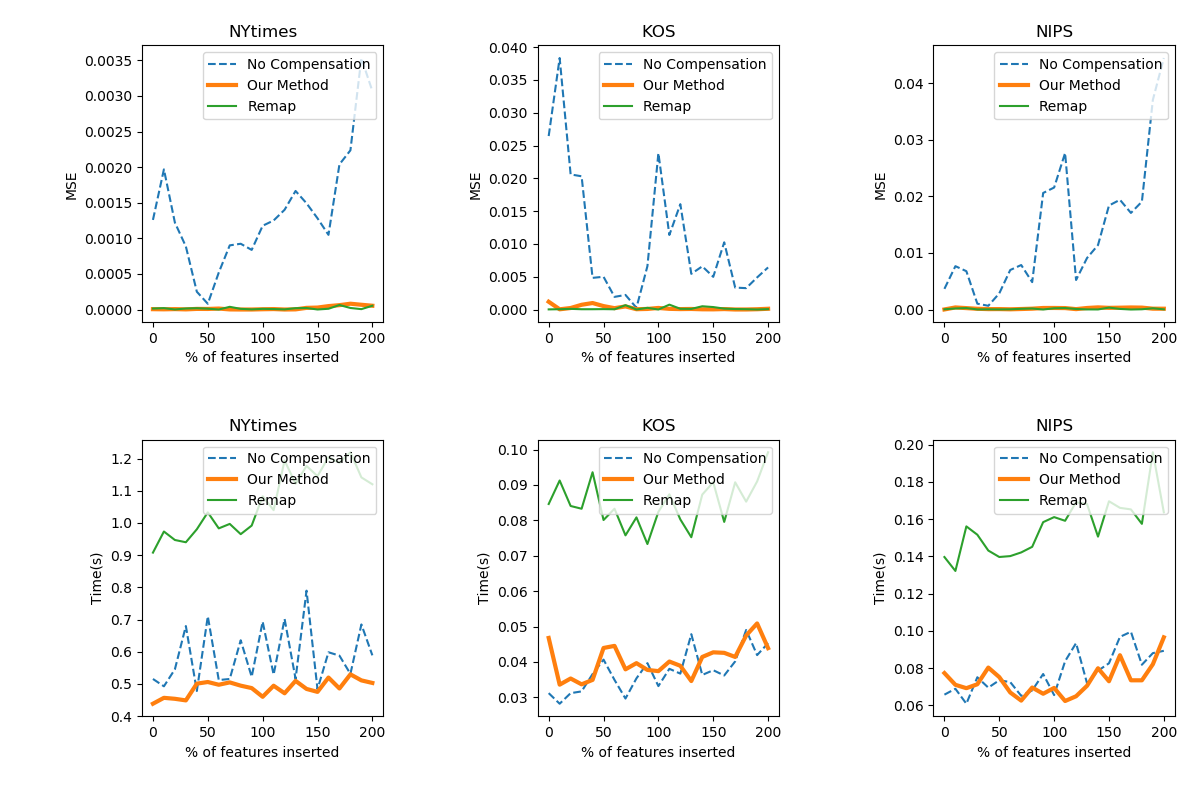 NYtimes
KOS
NIPS
0.0035
0.0030
0.0025
0.0020
0.0015
0.0010
0.0005
0.0000
MSE
No Compensation
Our Method
Remap
0 50 100 150 200
% of features inserted
0.040
0.035
0.030
0.025
0.020
0.015
0.010
0.005
0.000
MSE
No Compensation
Our Method
Remap
0 50 100 150 200
% of features inserted
0.04
0.03
0.02
0.01
0.00
MSE
No Compensation
Our Method
Remap
0 50 100 150 200
% of features inserted
NYtimes
KOS
NIPS
1.2
1.1
1.0
0.9
0.8
0.7
0.6
0.5
0.4
Time(s)
No Compensation
Our Method
Remap
0 50 100 150 200
% of features inserted
0.10
0.09
0.08
0.07
0.06
0.05
0.04
0.03
Time(s)
No Compensation
Our Method
Remap
0 50 100 150 200
% of features inserted
0.20
0.18
0.16
0.14
0.12
0.10
0.08
0.06
Time(s)
No Compensation
Our Method
Remap
0 50 100 150 200
% of features inserted